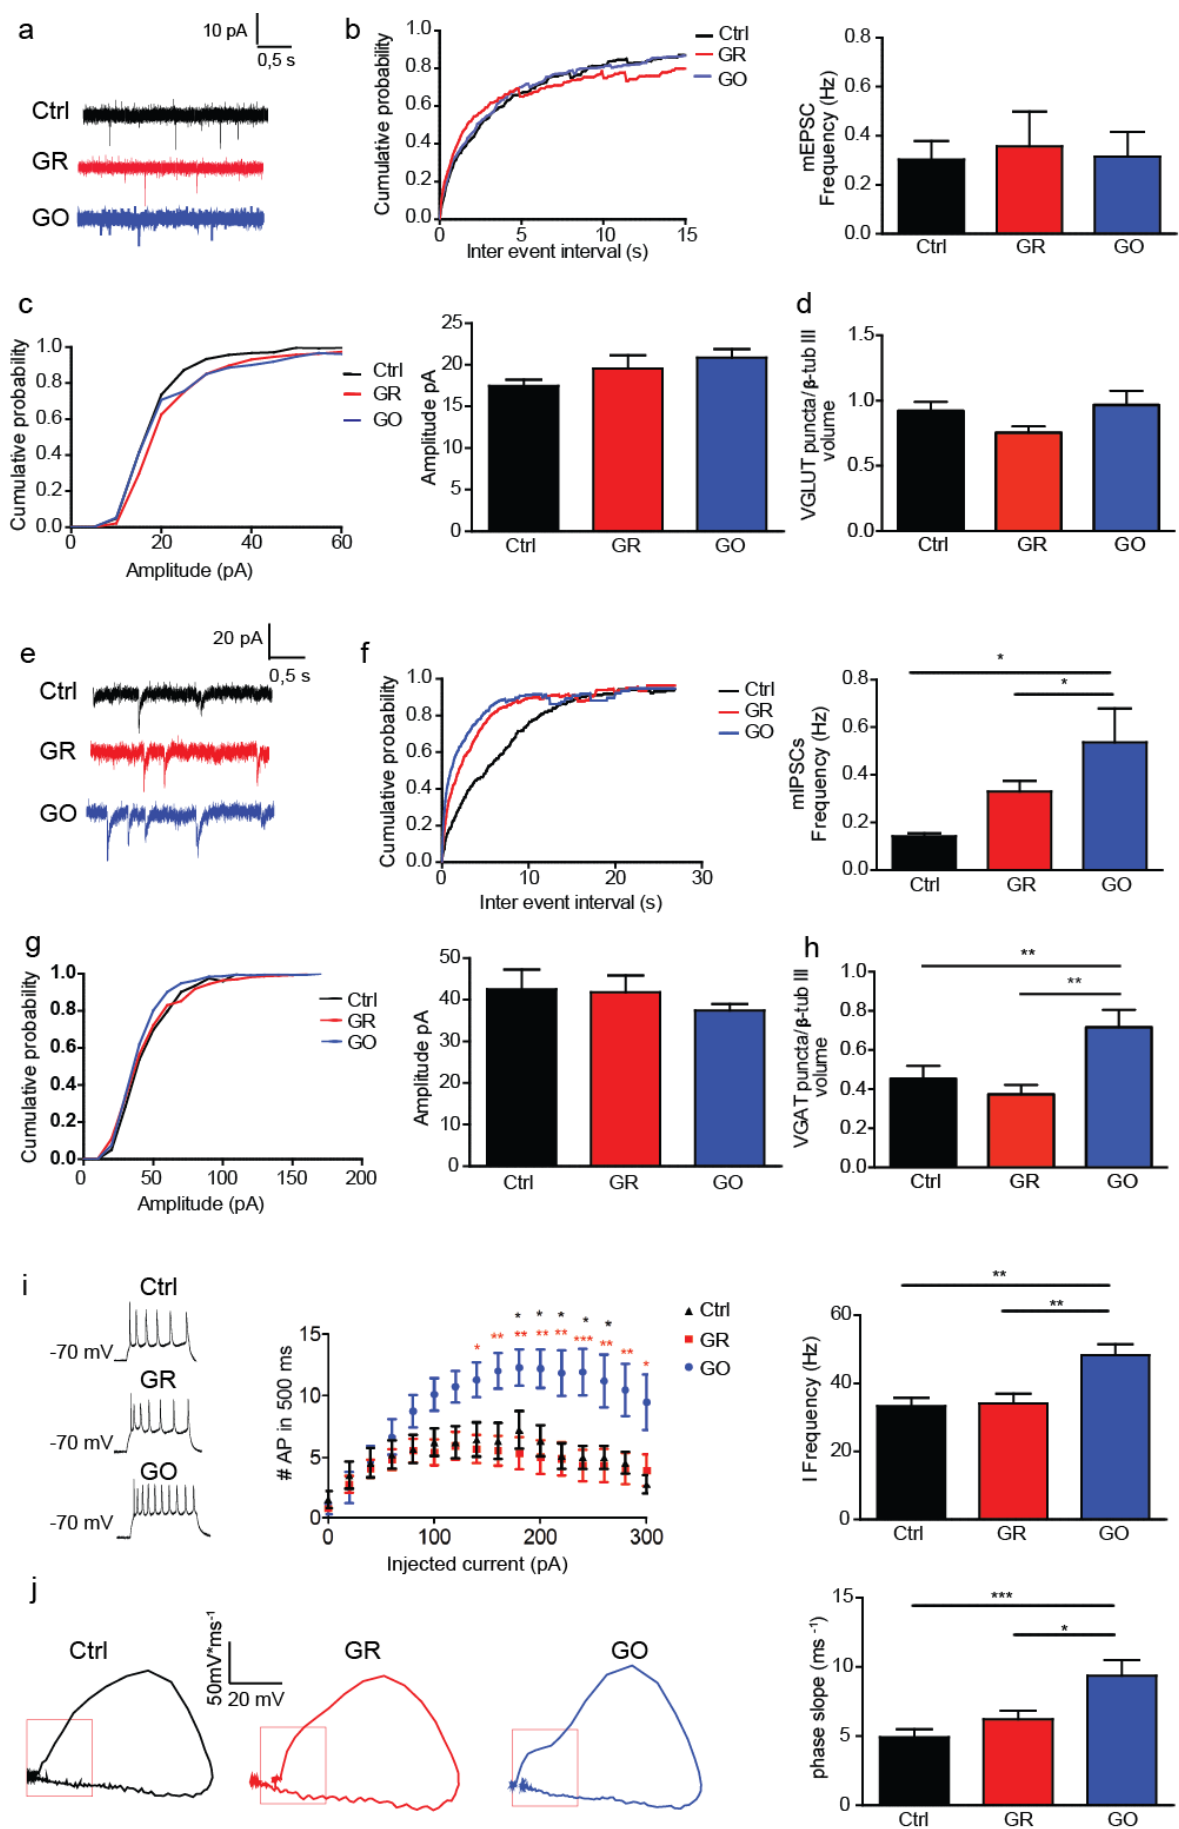 a
10 pA
0,5 s
Ctrl
GR
GO
b
Cumulative probability
1.0
0.8
0.6
0.4
0.2
0.0
0 5 10 15
Inter event interval (s)
Ctrl
GR
GO
mEPSC
Frequency (Hz)
0.8
0.6
0.4
0.2
0.0
Ctrl GR GO
c
Cumulative probability
1.0
0.8
0.6
0.4
0.2
0.0
0 20 40 60
Amplitude (pA)
Ctrl
GR
GO
Amplitude pA
25
20
15
10
5
0
Ctrl GR GO
d
VGLUT puncta/β-tub III
volume
1.5
1.0
0.5
0.0
Ctrl GR GO
e
20 pA
0,5 s
Ctrl
GR
GO
f
Cumulative probability
1.0
0.8
0.6
0.4
0.2
0.0
0 10 20 30
Inter event interval (s)
Ctrl
GR
GO
mIPSCs
Frequency (Hz)
0.8
0.6
0.4
0.2
0.0
*
*
Ctrl GR GO
g
Cumulative probability
1.0
0.8
0.6
0.4
0.2
0.0
0 50 100 150 200
Amplitude (pA)
Ctrl
GR
GO
Amplitude pA
50
40
30
20
10
0
Ctrl GR GO
h
VGAT puncta/β-tub III
volume
1.0
0.8
0.6
0.4
0.2
0.0
**
**
Ctrl GR GO
i
Ctrl
-70 mV
GR
-70 mV
GO
-70 mV
# AP in 500 ms
15
10
5
0
* * * * *
* ** ** ** ** *** ** ** *
0 100 200 300
Injected current (pA)
Ctrl
GR
GO
I Frequency (Hz)
60
40
20
0
**
**
Ctrl GR GO
j
Ctrl
50mV*ms⁻¹
20 mV
GR
GO
phase slope (ms ⁻¹)
15
10
5
0
***
*
Ctrl GR GO